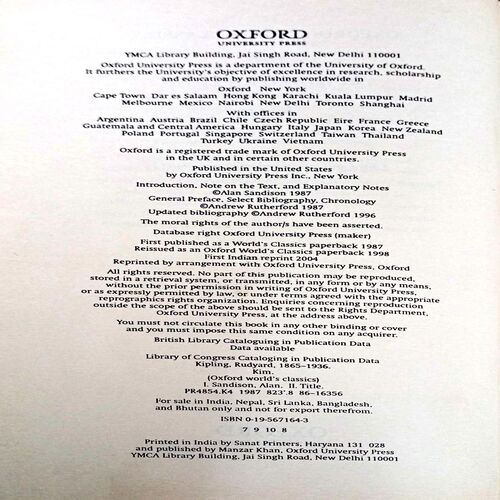 OXFORD
UNIVERSITY PRESS
YMCA Library Building, Jai Singh Road, New Delhi 110001
Oxford University Press is a department of the University of Oxford.
It furthers the University's objective of excellence in research, scholarship
and education by publishing worldwide in
Oxford New York
Cape Town Dar es Salaam Hong Kong Karachi Kuala Lumpur Madrid
Melbourne Mexico Nairobi New Delhi Toronto Shanghai
With offices in
Argentina Austria Brazil Chile Czech Republic Eire France Greece
Guatemala and Central America Hungary Italy Japan Korea New Zealand
Poland Portugal Singapore Switzerland Taiwan Thailand
Turkey Ukraine Vietnam
Oxford is a registered trade mark of Oxford University Press
in the UK and in certain other countries.
Published in the United States
by Oxford University Press Inc., New York
Introduction, Note on the Text, and Explanatory Notes
©Alan Sandison 1987
General Preface, Select Bibliography, Chronology
©Andrew Rutherford 1987
Updated bibliography ©Andrew Rutherford 1996
The moral rights of the author/s have been asserted.
Database right Oxford University Press (maker)
First published as a World's Classics paperback 1987
Reissued as an Oxford World's Classics paperback 1998
First Indian reprint 2004
Reprinted by arrangement with Oxford University Press, Oxford
All rights reserved. No part of this publication may be reproduced,
stored in a retrieval system, or transmitted, in any form or by any means,
without the prior permission in writing of Oxford University Press,
or as expressly permitted by law, or under terms agreed with the appropriate
reprographics rights organization. Enquiries concerning reproduction
outside the scope of the above should be sent to the Rights Department,
Oxford University Press, at the address above.
You must not circulate this book in any other binding or cover
and you must impose this same condition on any acquirer.
British Library Cataloguing in Publication Data
Data available
Library of Congress Cataloging in Publication Data
Kipling, Rudyard, 1865–1936.
Kim.
(Oxford world's classics)
I. Sandison, Alan. II. Title.
PR4854.K4 1987 823'.8 86–16356
For sale in India, Nepal, Sri Lanka, Bangladesh,
and Bhutan only and not for export therefrom.
ISBN 0-19-567164-3
7 9 10 8
Printed in India by Sanat Printers, Haryana 131 028
and published by Manzar Khan, Oxford University Press
YMCA Library Building, Jai Singh Road, New Delhi 110001